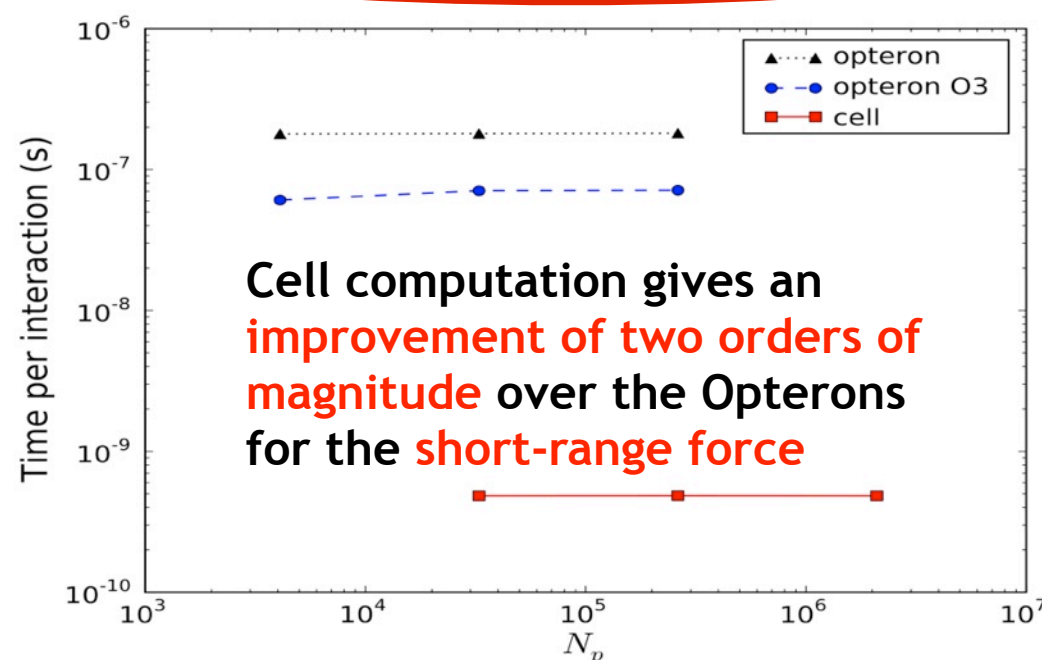 10^-6
opteron
opteron O3
cell
10^-7
Time per interaction (s)
Cell computation gives an
10^-8
improvement of two orders of
magnitude over the Opterons
for the short-range force
10^-9
10^-10
10^3 10^4 10^5 10^6 10^7
N_p